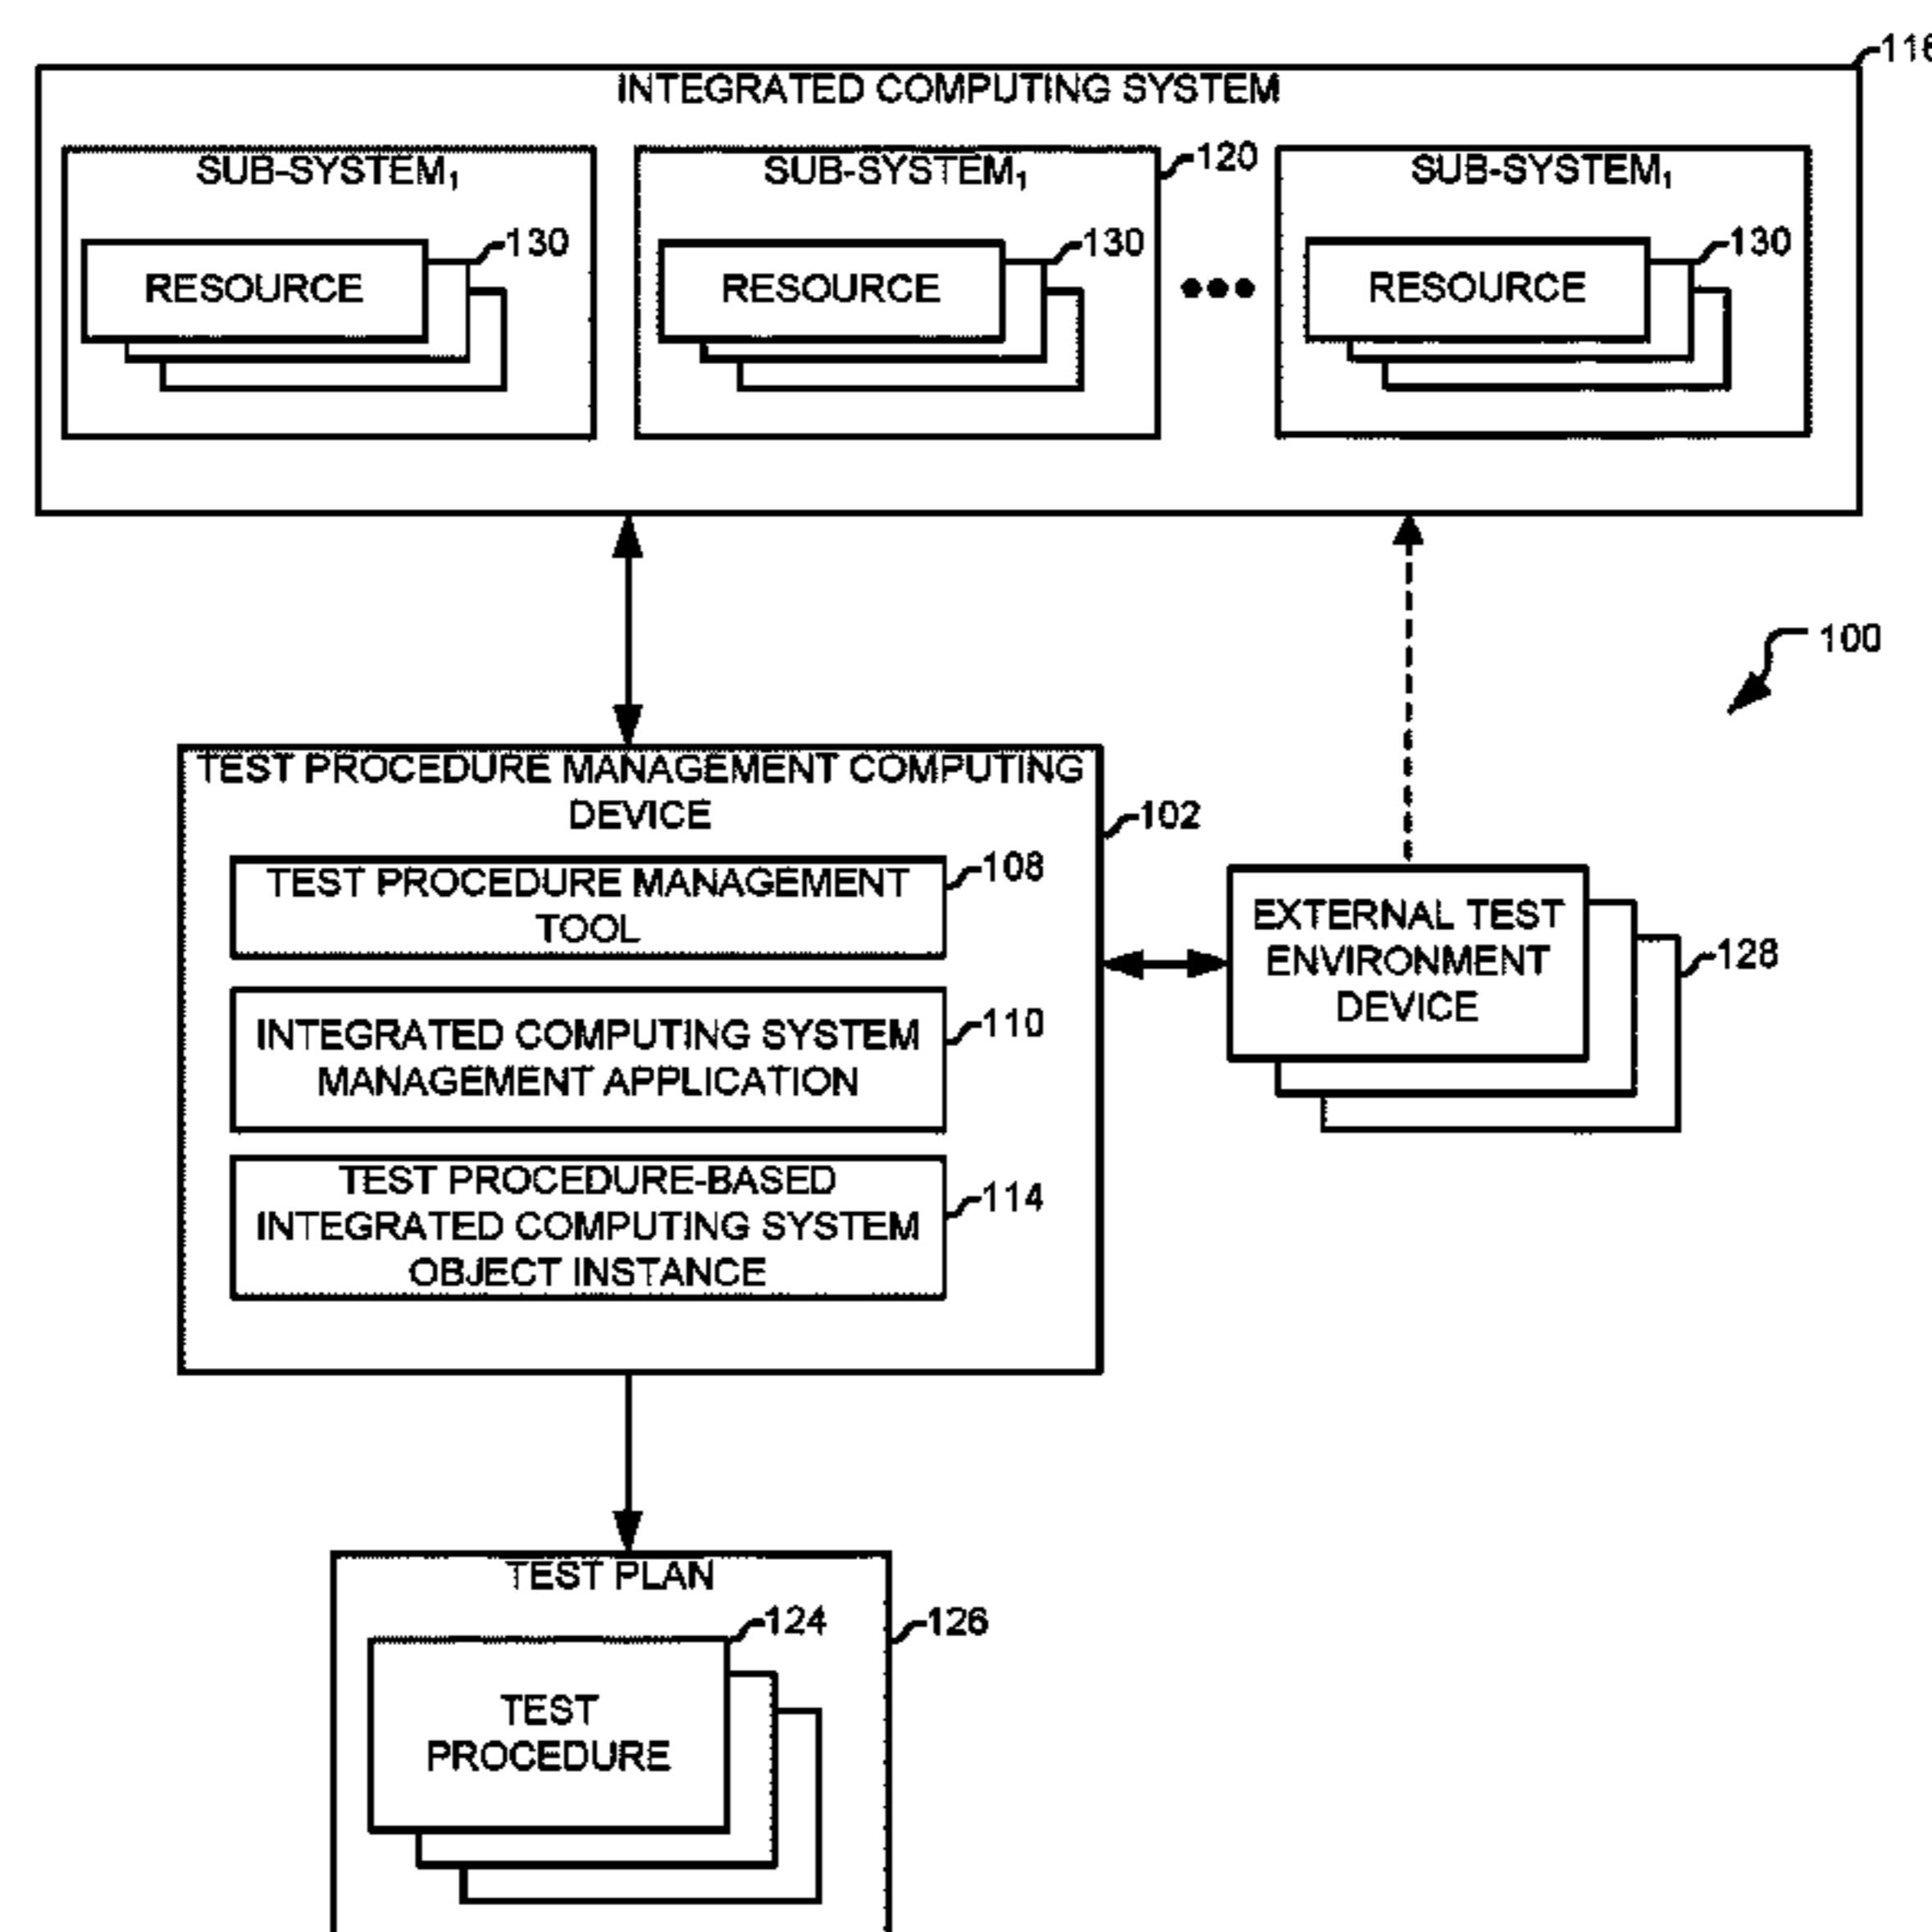 116
INTEGRATED COMPUTING SYSTEM
SUB-SYSTEM₁
SUB-SYSTEM₁
120
SUB-SYSTEM₁
130
RESOURCE
130
RESOURCE
130
RESOURCE
100
TEST PROCEDURE MANAGEMENT COMPUTING
DEVICE
102
TEST PROCEDURE MANAGEMENT
TOOL
108
INTEGRATED COMPUTING SYSTEM
MANAGEMENT APPLICATION
110
TEST PROCEDURE-BASED
INTEGRATED COMPUTING SYSTEM
OBJECT INSTANCE
114
EXTERNAL TEST
ENVIRONMENT
DEVICE
128
TEST PLAN
126
124
TEST
PROCEDURE